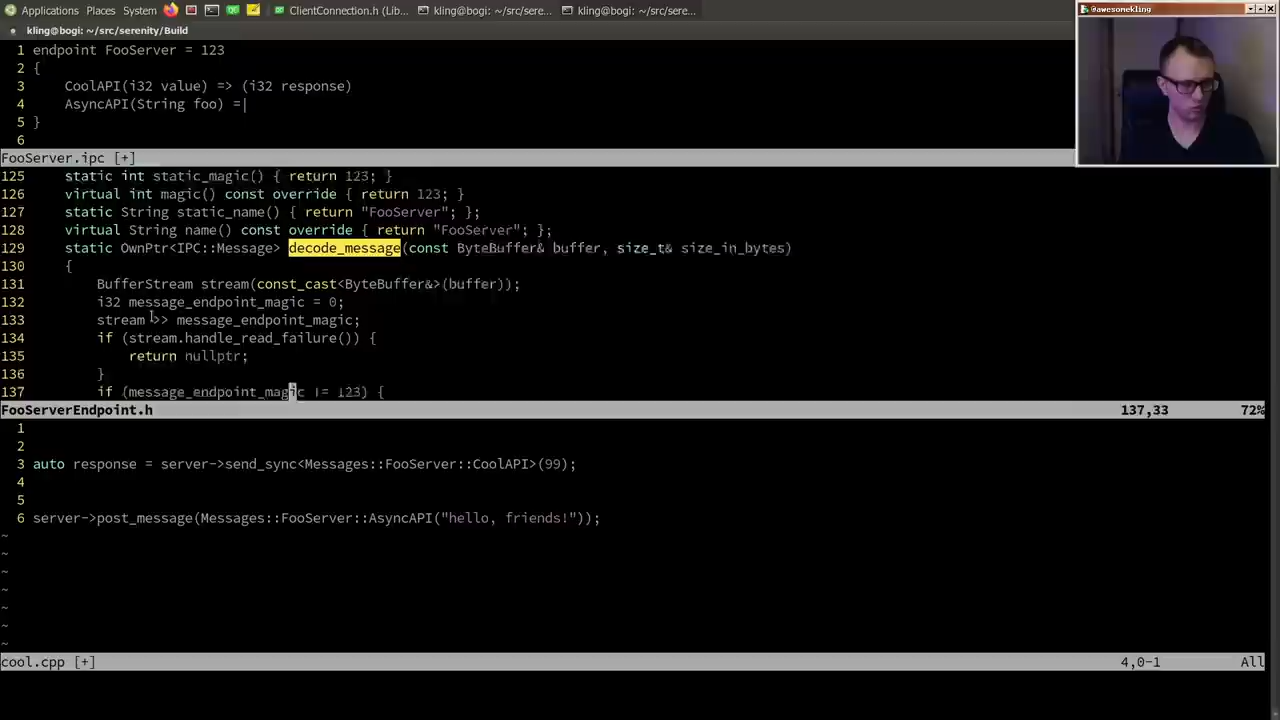 Applications Places System ClientConnection.h (Lib... kling@bogi: ~/src/sere... kling@bogi: ~/src/sere...
@awesomekling
kling@bogi: ~/src/serenity/Build
1 endpoint FooServer = 123
2 {
3     CoolAPI(i32 value) => (i32 response)
4     AsyncAPI(String foo) =|
5 }
6
FooServer.ipc [+]
125     static int static_magic() { return 123; }
126     virtual int magic() const override { return 123; }
127     static String static_name() { return "FooServer"; };
128     virtual String name() const override { return "FooServer"; };
129     static OwnPtr<IPC::Message> decode_message(const ByteBuffer& buffer, size_t& size_in_bytes)
130     {
131         BufferStream stream(const_cast<ByteBuffer&>(buffer));
132         i32 message_endpoint_magic = 0;
133         stream >> message_endpoint_magic;
134         if (stream.handle_read_failure()) {
135             return nullptr;
136         }
137         if (message_endpoint_magic != 123) {
FooServerEndpoint.h 137,33 72%
1
2
3 auto response = server->send_sync<Messages::FooServer::CoolAPI>(99);
4
5
6 server->post_message(Messages::FooServer::AsyncAPI("hello, friends!"));
~
~
~
~
~
~
~
cool.cpp [+] 4,0-1 All